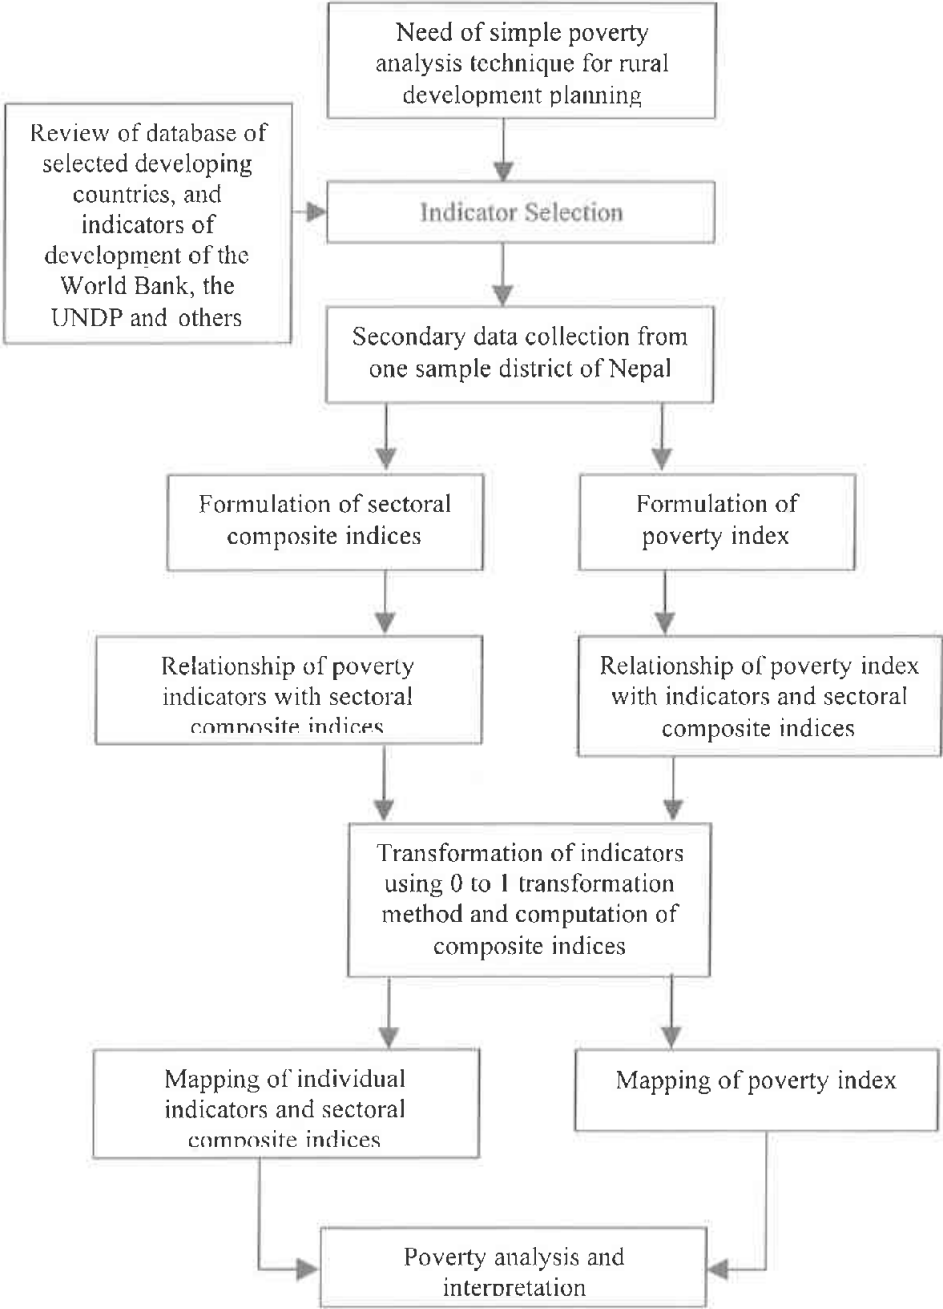 Need of simple poverty
analysis technique for rural
development planning
Review of database of
selected developing
countries, and
indicators of
development of the
World Bank, the
UNDP and others
Indicator Selection
Secondary data collection from
one sample district of Nepal
Formulation of sectoral
composite indices
Formulation of
poverty index
Relationship of poverty
indicators with sectoral
composite indices
Relationship of poverty index
with indicators and sectoral
composite indices
Transformation of indicators
using 0 to 1 transformation
method and computation of
composite indices
Mapping of individual
indicators and sectoral
composite indices
Mapping of poverty index
Poverty analysis and
interpretation